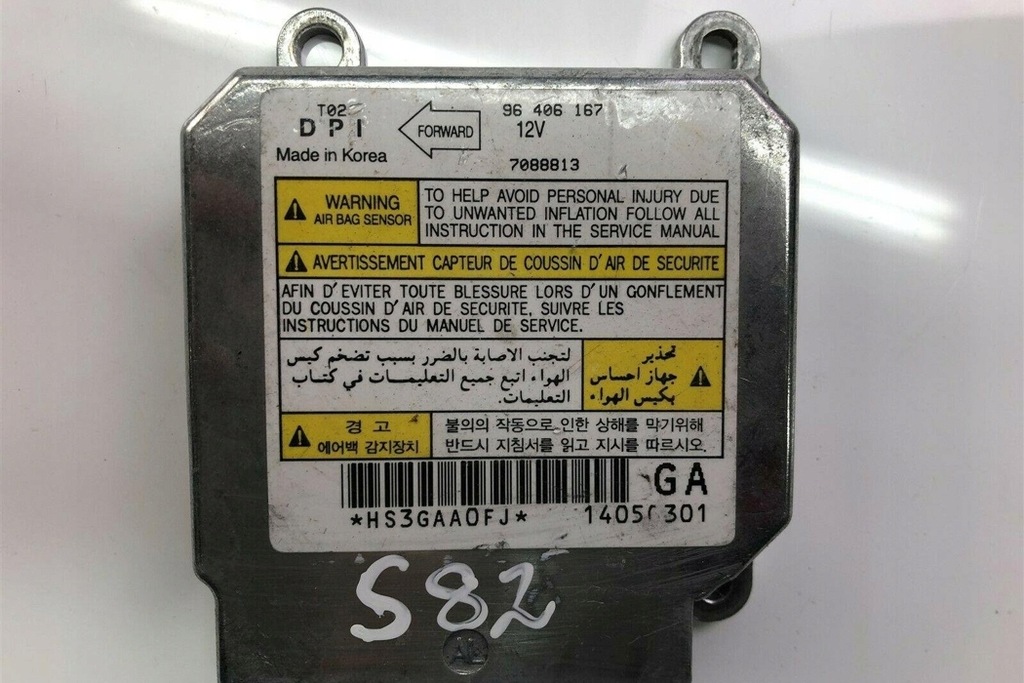 T02
DPI
FORWARD
96 406 167
12V
Made in Korea
7088813
WARNING
AIR BAG SENSOR
TO HELP AVOID PERSONAL INJURY DUE
TO UNWANTED INFLATION FOLLOW ALL
INSTRUCTION IN THE SERVICE MANUAL
AVERTISSEMENT CAPTEUR DE COUSSIN D'AIR DE SECURITE
AFIN D'EVITER TOUTE BLESSURE LORS D'UN GONFLEMENT
DU COUSSIN D'AIR DE SECURITE, SUIVRE LES
INSTRUCTIONS DU MANUEL DE SERVICE.
تحذير
جهاز احساس
بكيس الهواء
لتجنب الاصابة بالضرر بسبب تضخم كيس
الهواء اتبع جميع التعليمات في كتاب
التعليمات.
경 고
에어백 감지장치
불의의 작동으로 인한 상해를 막기위해
반드시 지침서를 읽고 지시를 따르시오.
GA
*HS3GAA0FJ*
S82